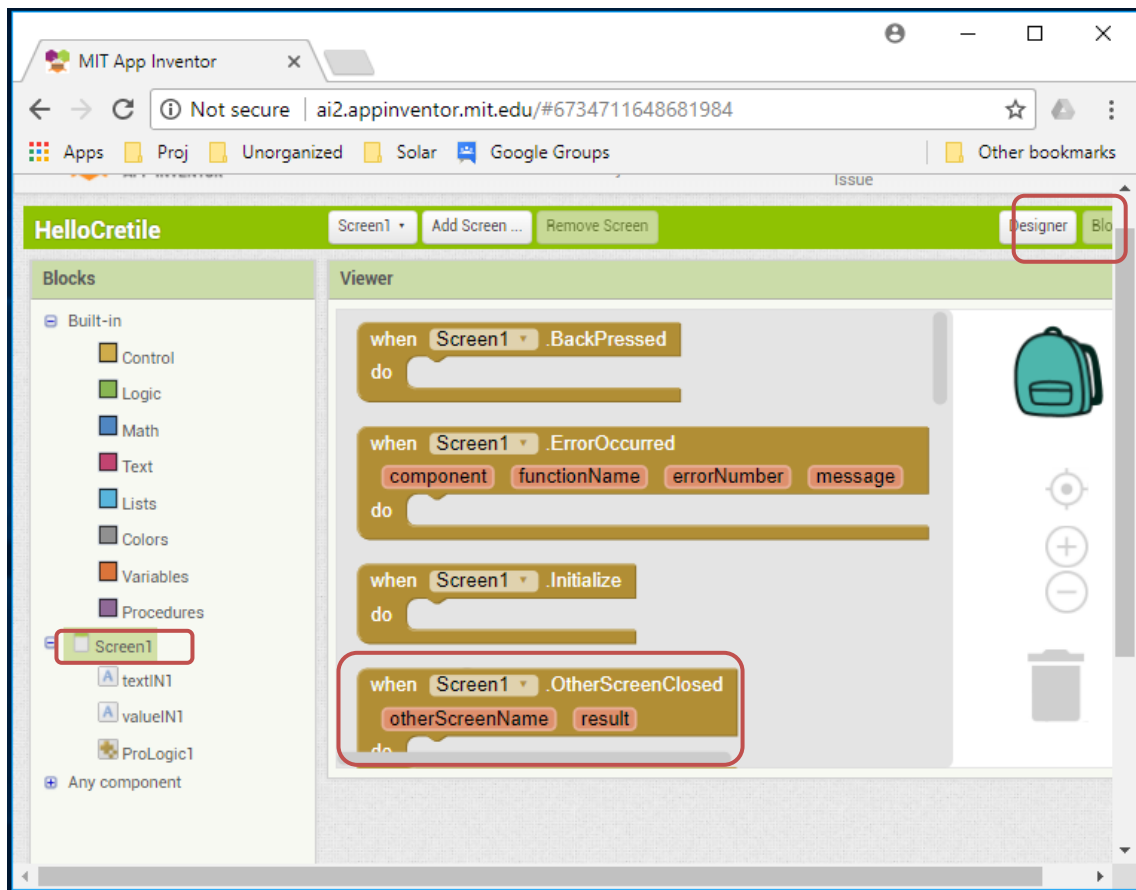 MIT App Inventor
Not secure | ai2.appinventor.mit.edu/#6734711648681984
Apps Proj Unorganized Solar Google Groups Other bookmarks
Issue
HelloCretile Screen1 Add Screen ... Remove Screen Designer Blo
Blocks Viewer
Built-in
Control
Logic
Math
Text
Lists
Colors
Variables
Procedures
Screen1
textIN1
valueIN1
ProLogic1
Any component
when Screen1 .BackPressed
do
when Screen1 .ErrorOccurred
component functionName errorNumber message
do
when Screen1 .Initialize
do
when Screen1 .OtherScreenClosed
otherScreenName result
do